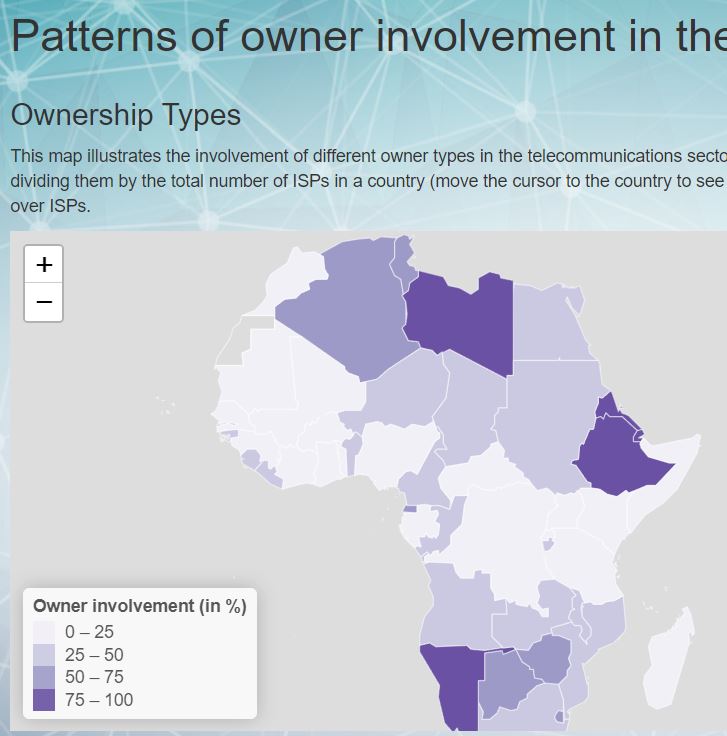 Patterns of owner involvement in the
Ownership Types
This map illustrates the involvement of different owner types in the telecommunications secto
dividing them by the total number of ISPs in a country (move the cursor to the country to see
over ISPs.
+
−
Owner involvement (in %)
0 – 25
25 – 50
50 – 75
75 – 100